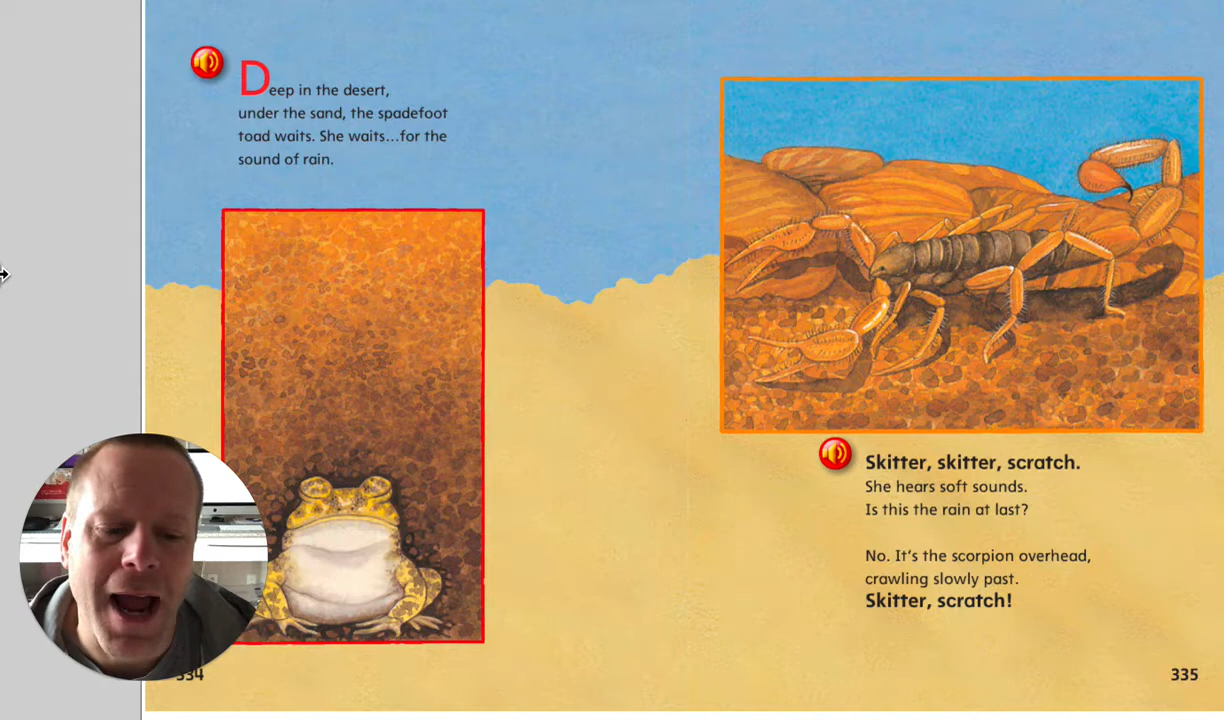 Deep in the desert,
under the sand, the spadefoot
toad waits. She waits...for the
sound of rain.
Skitter, skitter, scratch.
She hears soft sounds.
Is this the rain at last?
No. It's the scorpion overhead,
crawling slowly past.
Skitter, scratch!
334
335